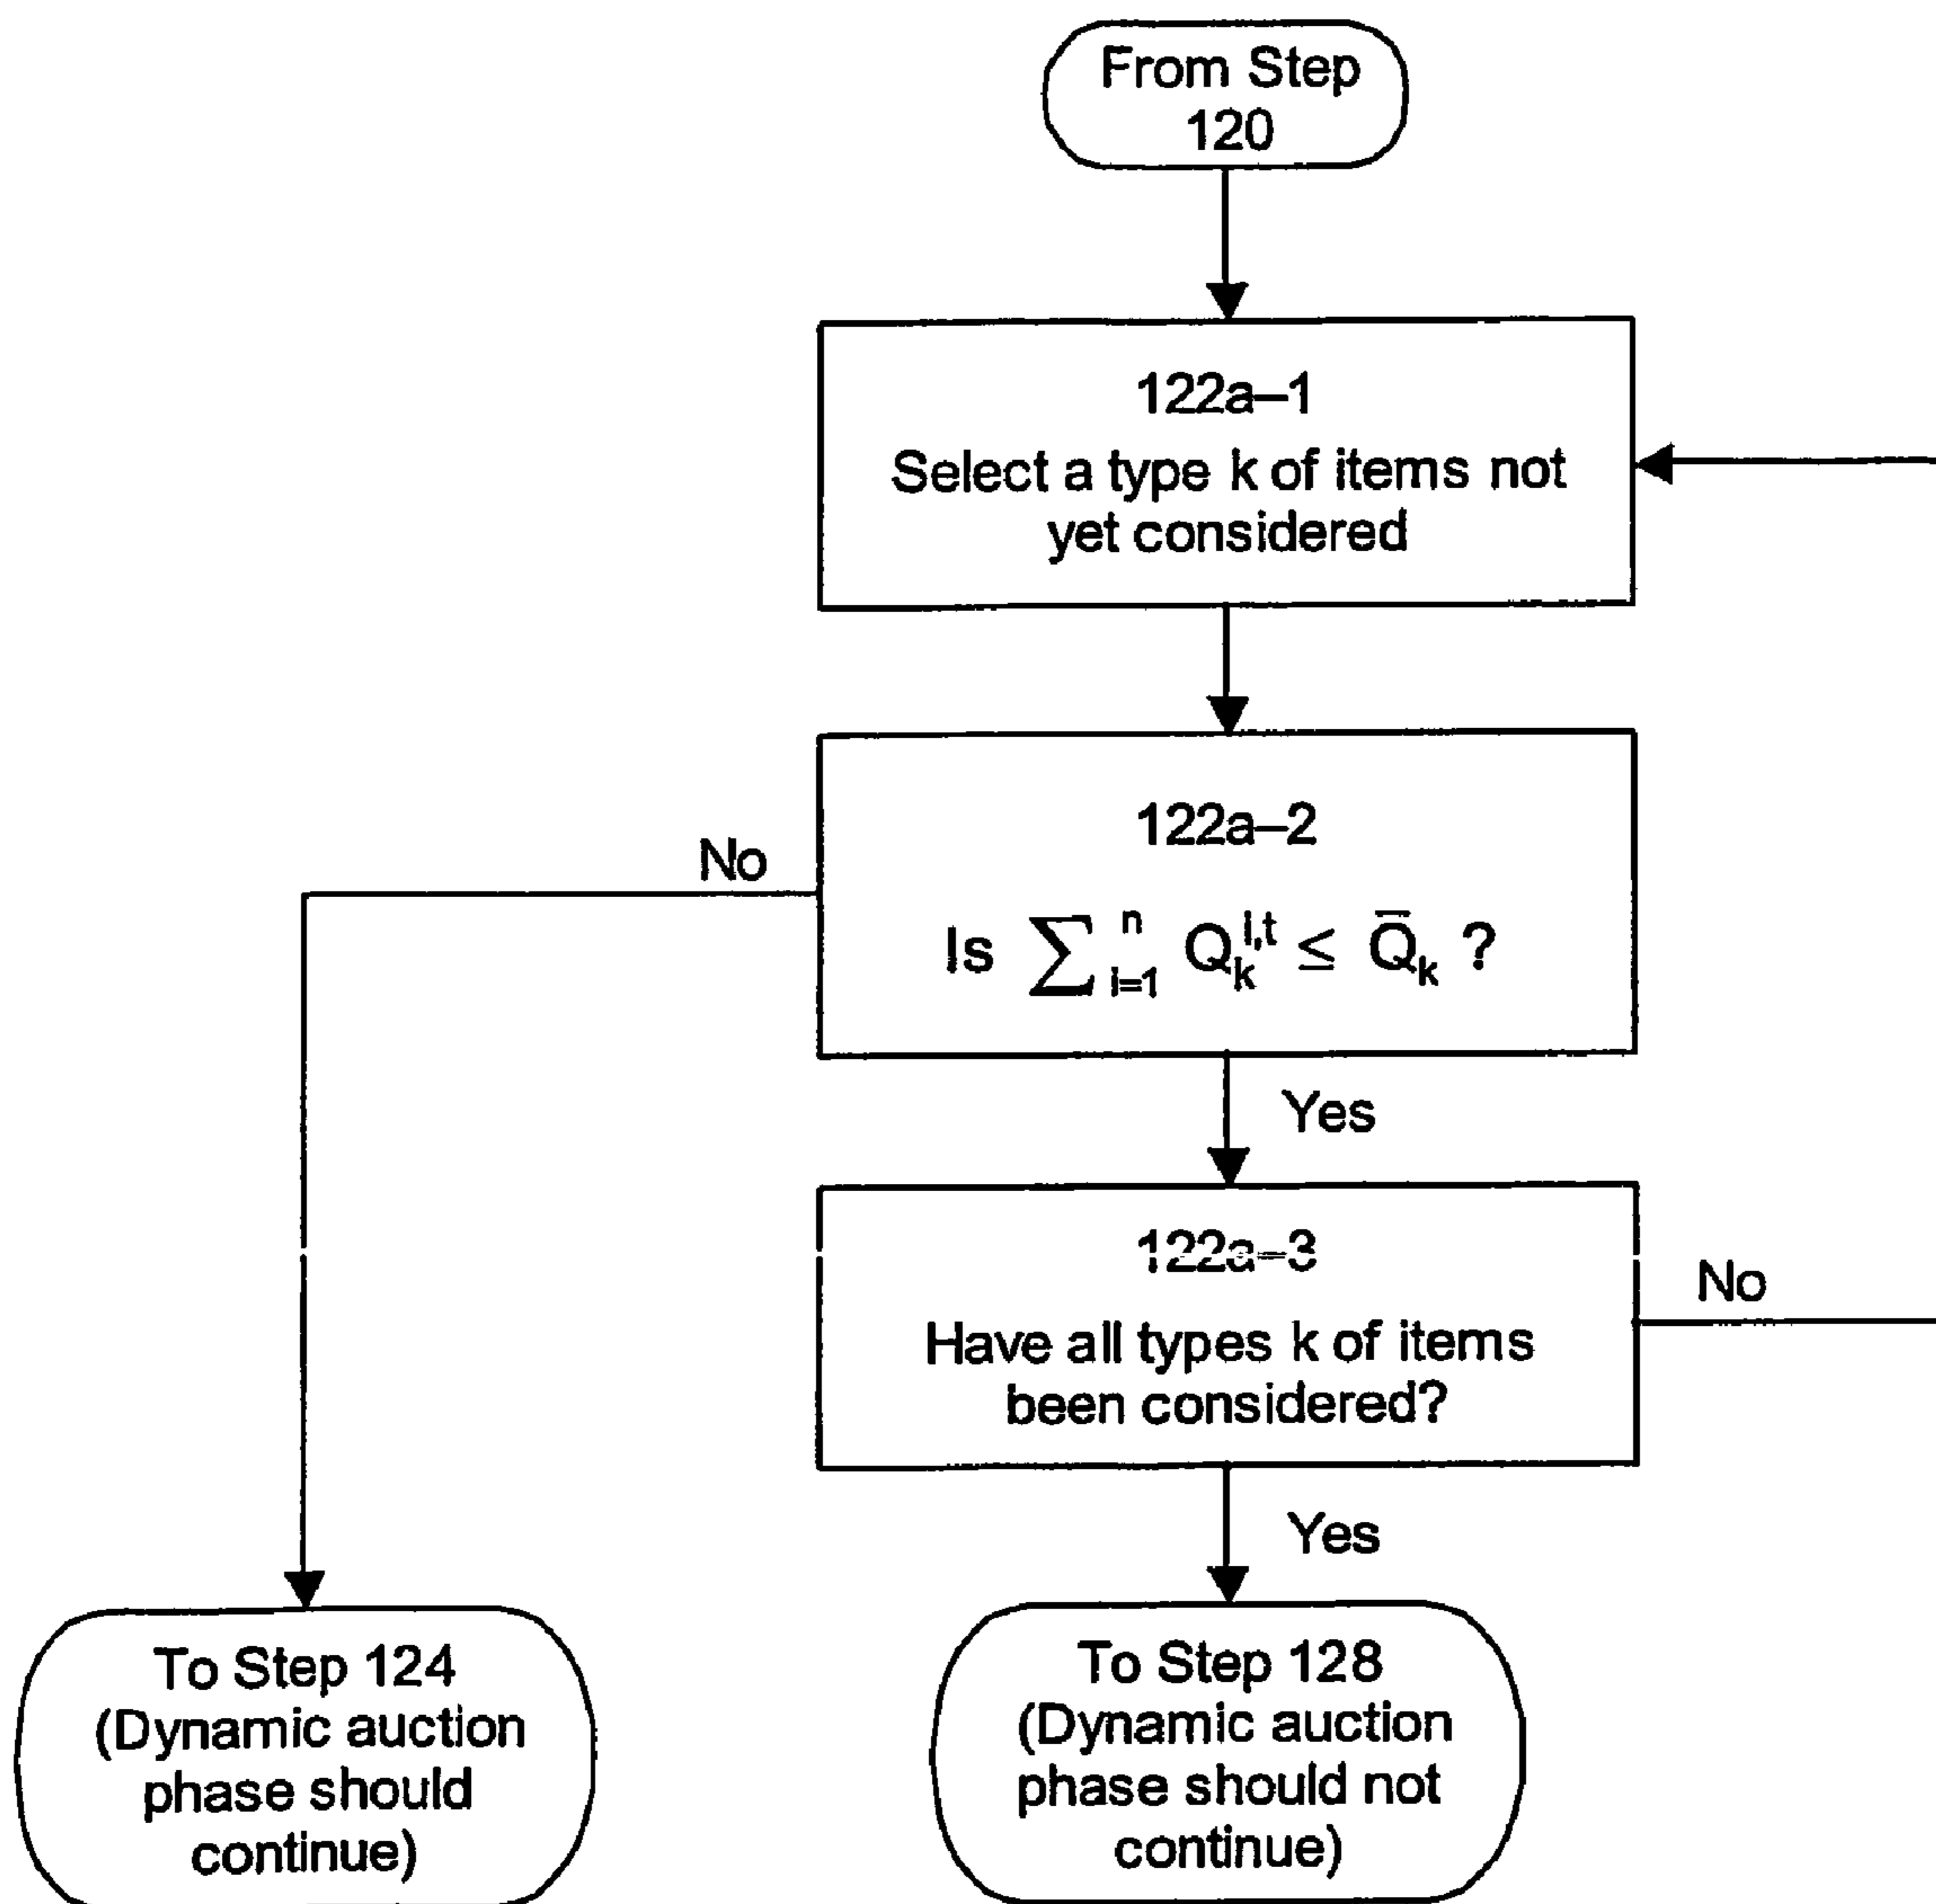 From Step
120
122a–1
Select a type k of items not
yet considered
122a–2
No
Is ∑ⁿᵢ₌₁ Qₖ^{i,t} ≤ Q̄ₖ ?
Yes
122a–3
No
Have all types k of items
been considered?
Yes
To Step 124
(Dynamic auction
phase should
continue)
To Step 128
(Dynamic auction
phase should not
continue)